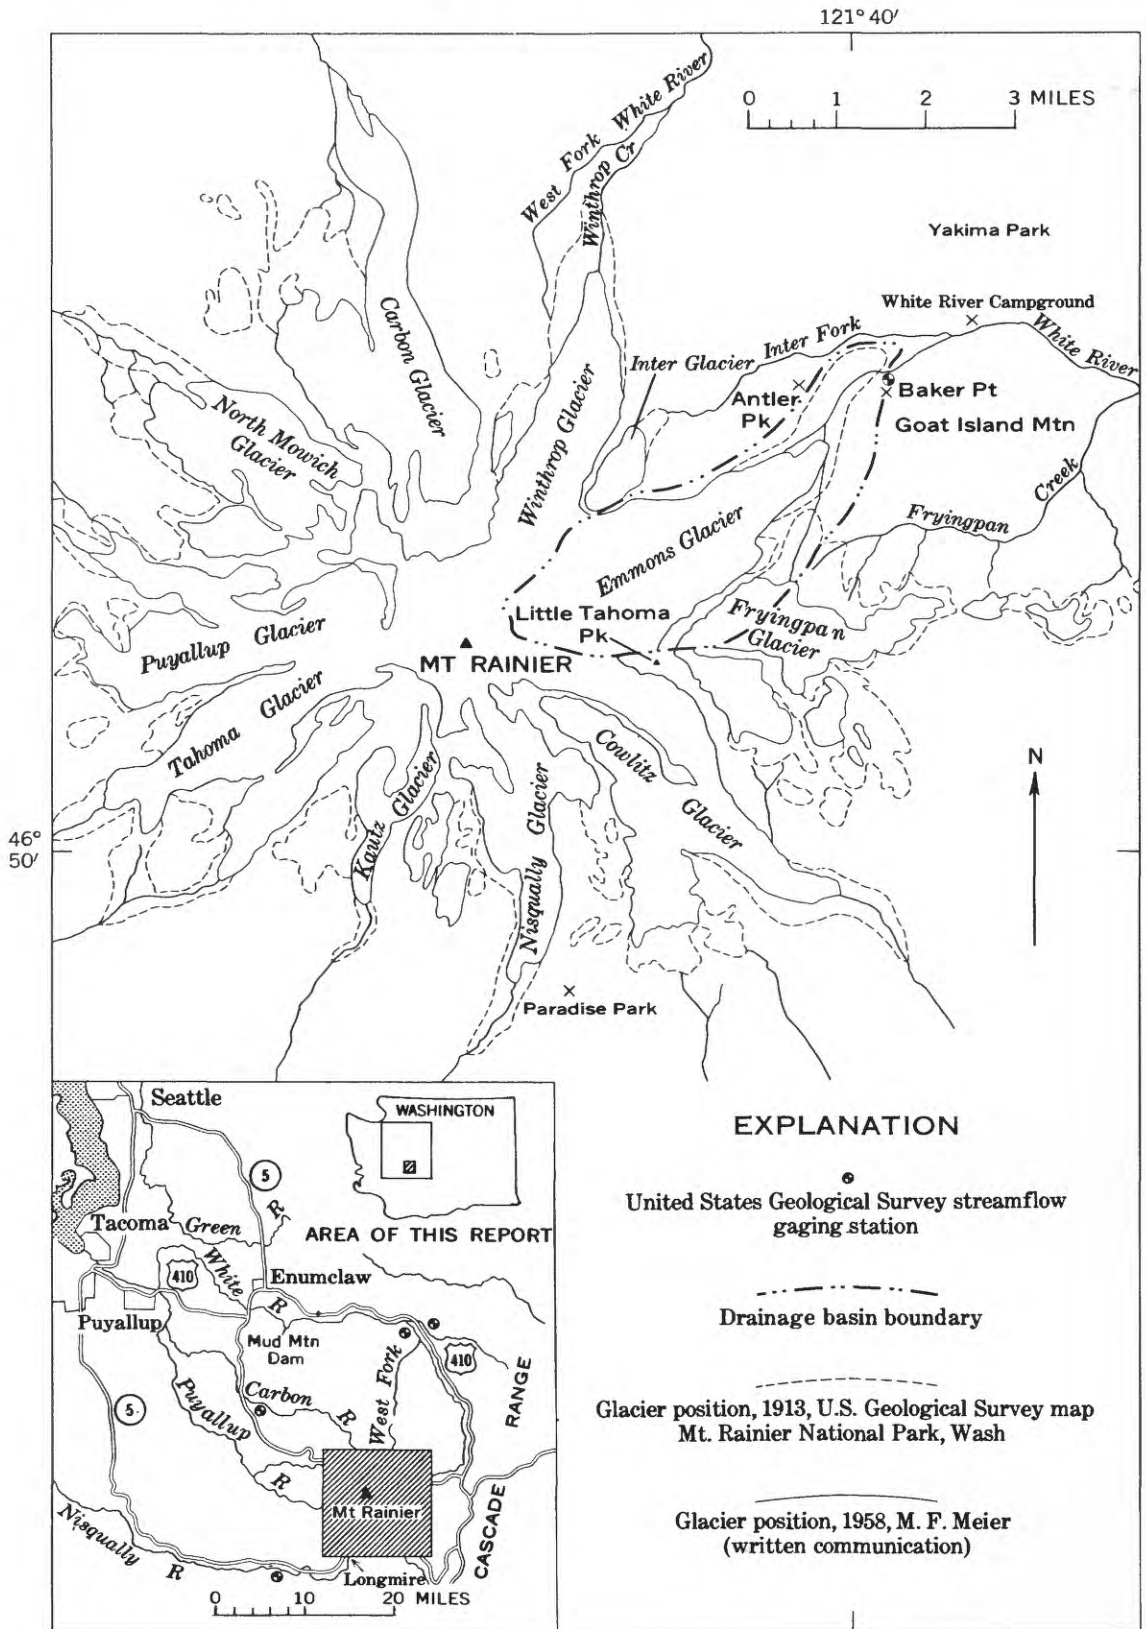 121° 40′
0 1 2 3 MILES
West Fork White River
Winthrop Cr
Yakima Park
White River Campground
White River
Inter Glacier
Inter Fork
Carbon Glacier
Antler
Pk
Baker Pt
Goat Island Mtn
North Mowich
Glacier
Winthrop Glacier
Creek
Fryingpan
Emmons Glacier
Little Tahoma
Pk
Fryingpan
Glacier
Puyallup Glacier
MT RAINIER
Tahoma Glacier
Cowlitz
Glacier
N
Kautz Glacier
Nisqually Glacier
46°
50′
Paradise Park
Seattle
WASHINGTON
5
R
AREA OF THIS REPORT
Tacoma
Green
White
410
R
Enumclaw
Puyallup
Mud Mtn
Dam
West Fork
410
RANGE
5
Puyallup
Carbon
R
R
Mt Rainier
CASCADE
Nisqually
R
Longmire
0 10 20 MILES
EXPLANATION
United States Geological Survey streamflow
gaging station
Drainage basin boundary
Glacier position, 1913, U.S. Geological Survey map
Mt. Rainier National Park, Wash
Glacier position, 1958, M. F. Meier
(written communication)